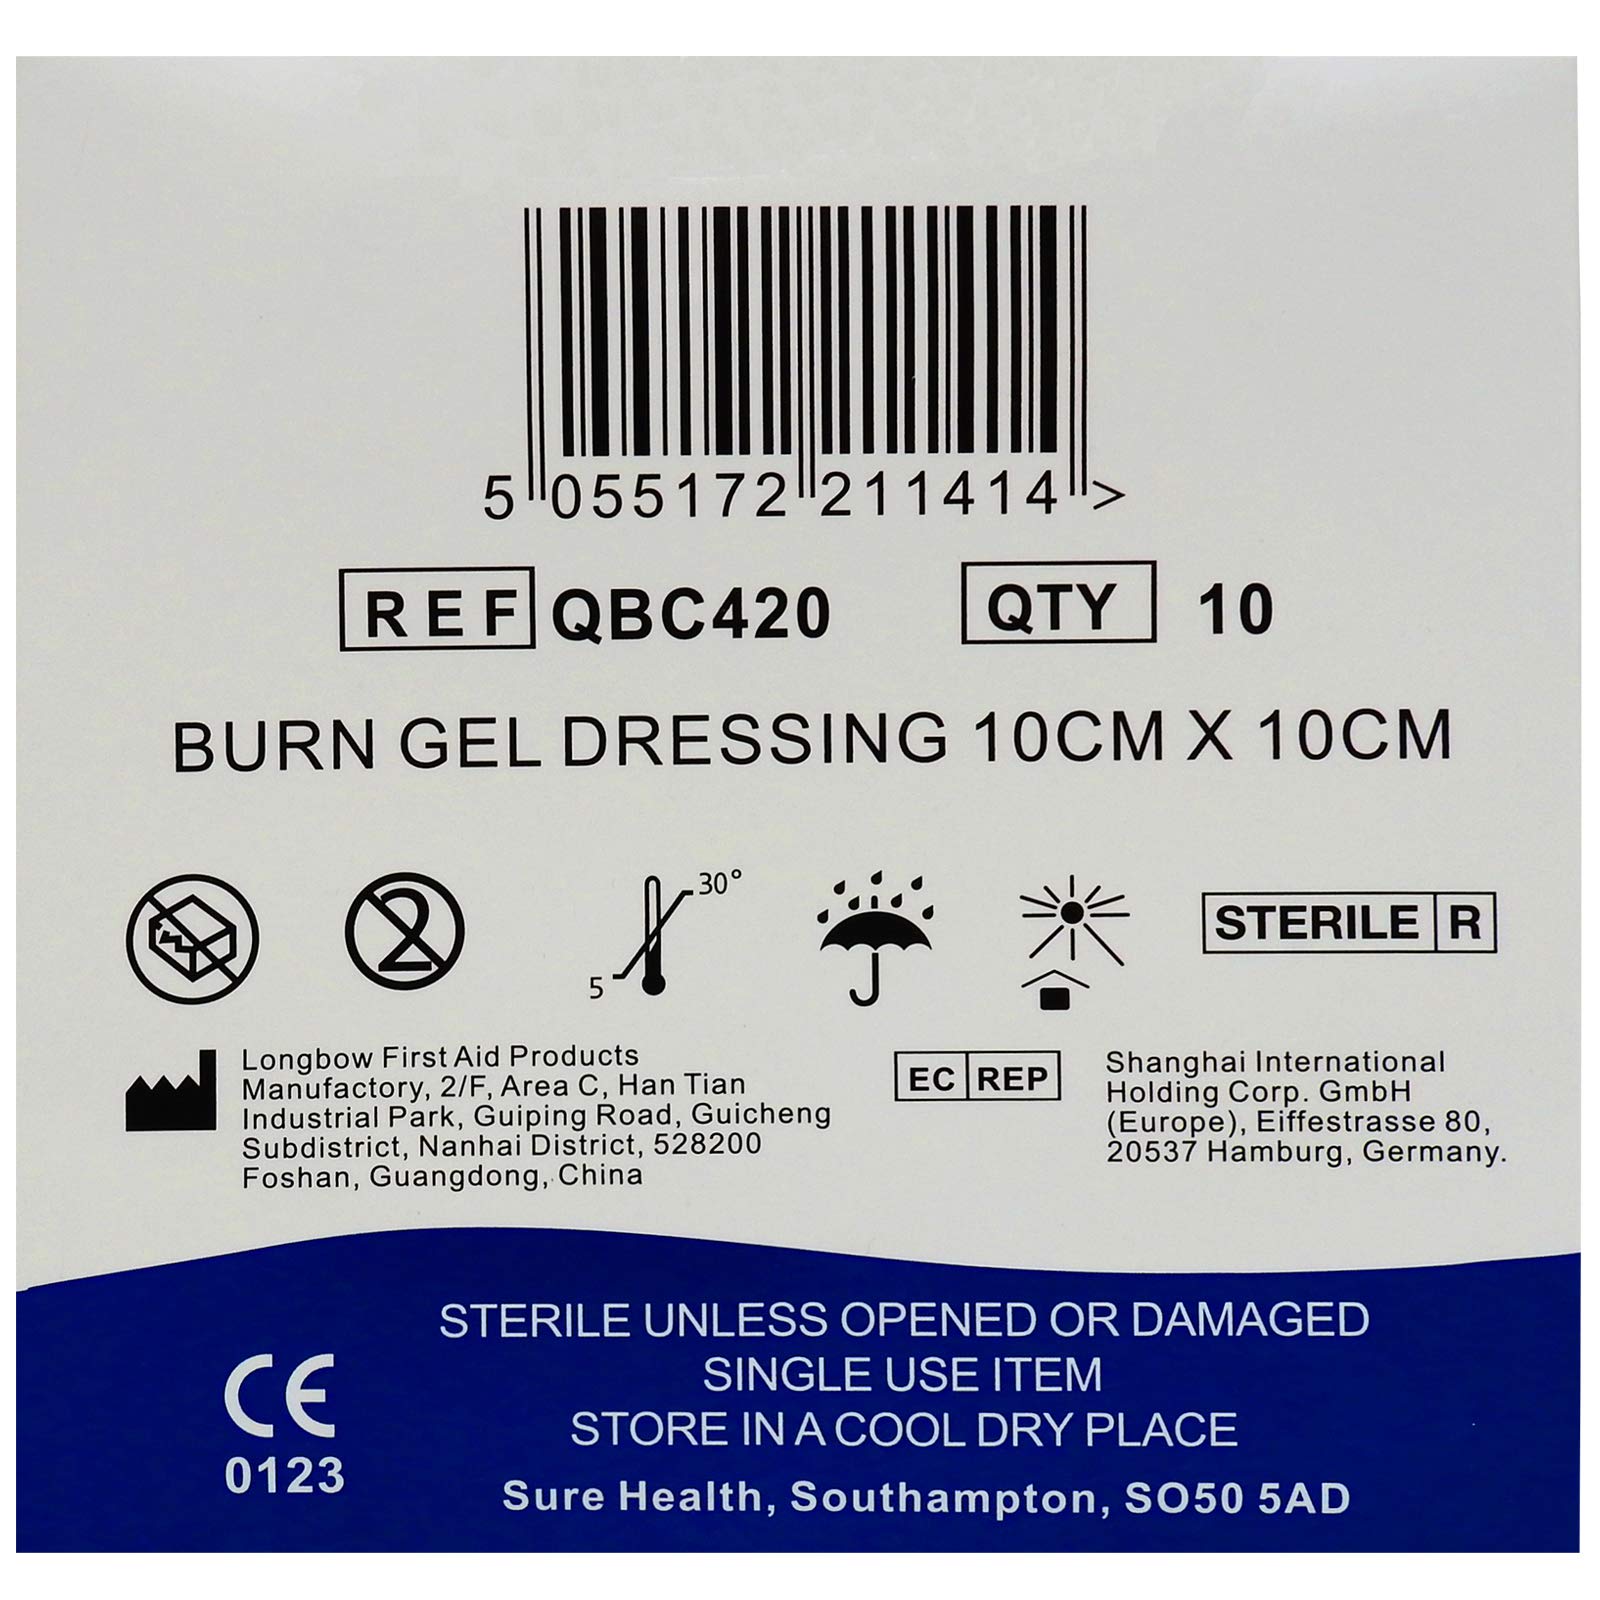 5 055172 211414 >
REF QBC420 QTY 10
BURN GEL DRESSING 10CM X 10CM
2
30°
5
STERILE R
Longbow First Aid Products
Manufactory, 2/F, Area C, Han Tian
Industrial Park, Guiping Road, Guicheng
Subdistrict, Nanhai District, 528200
Foshan, Guangdong, China
EC REP
Shanghai International
Holding Corp. GmbH
(Europe), Eiffestrasse 80,
20537 Hamburg, Germany.
STERILE UNLESS OPENED OR DAMAGED
SINGLE USE ITEM
STORE IN A COOL DRY PLACE
Sure Health, Southampton, SO50 5AD
CE
0123